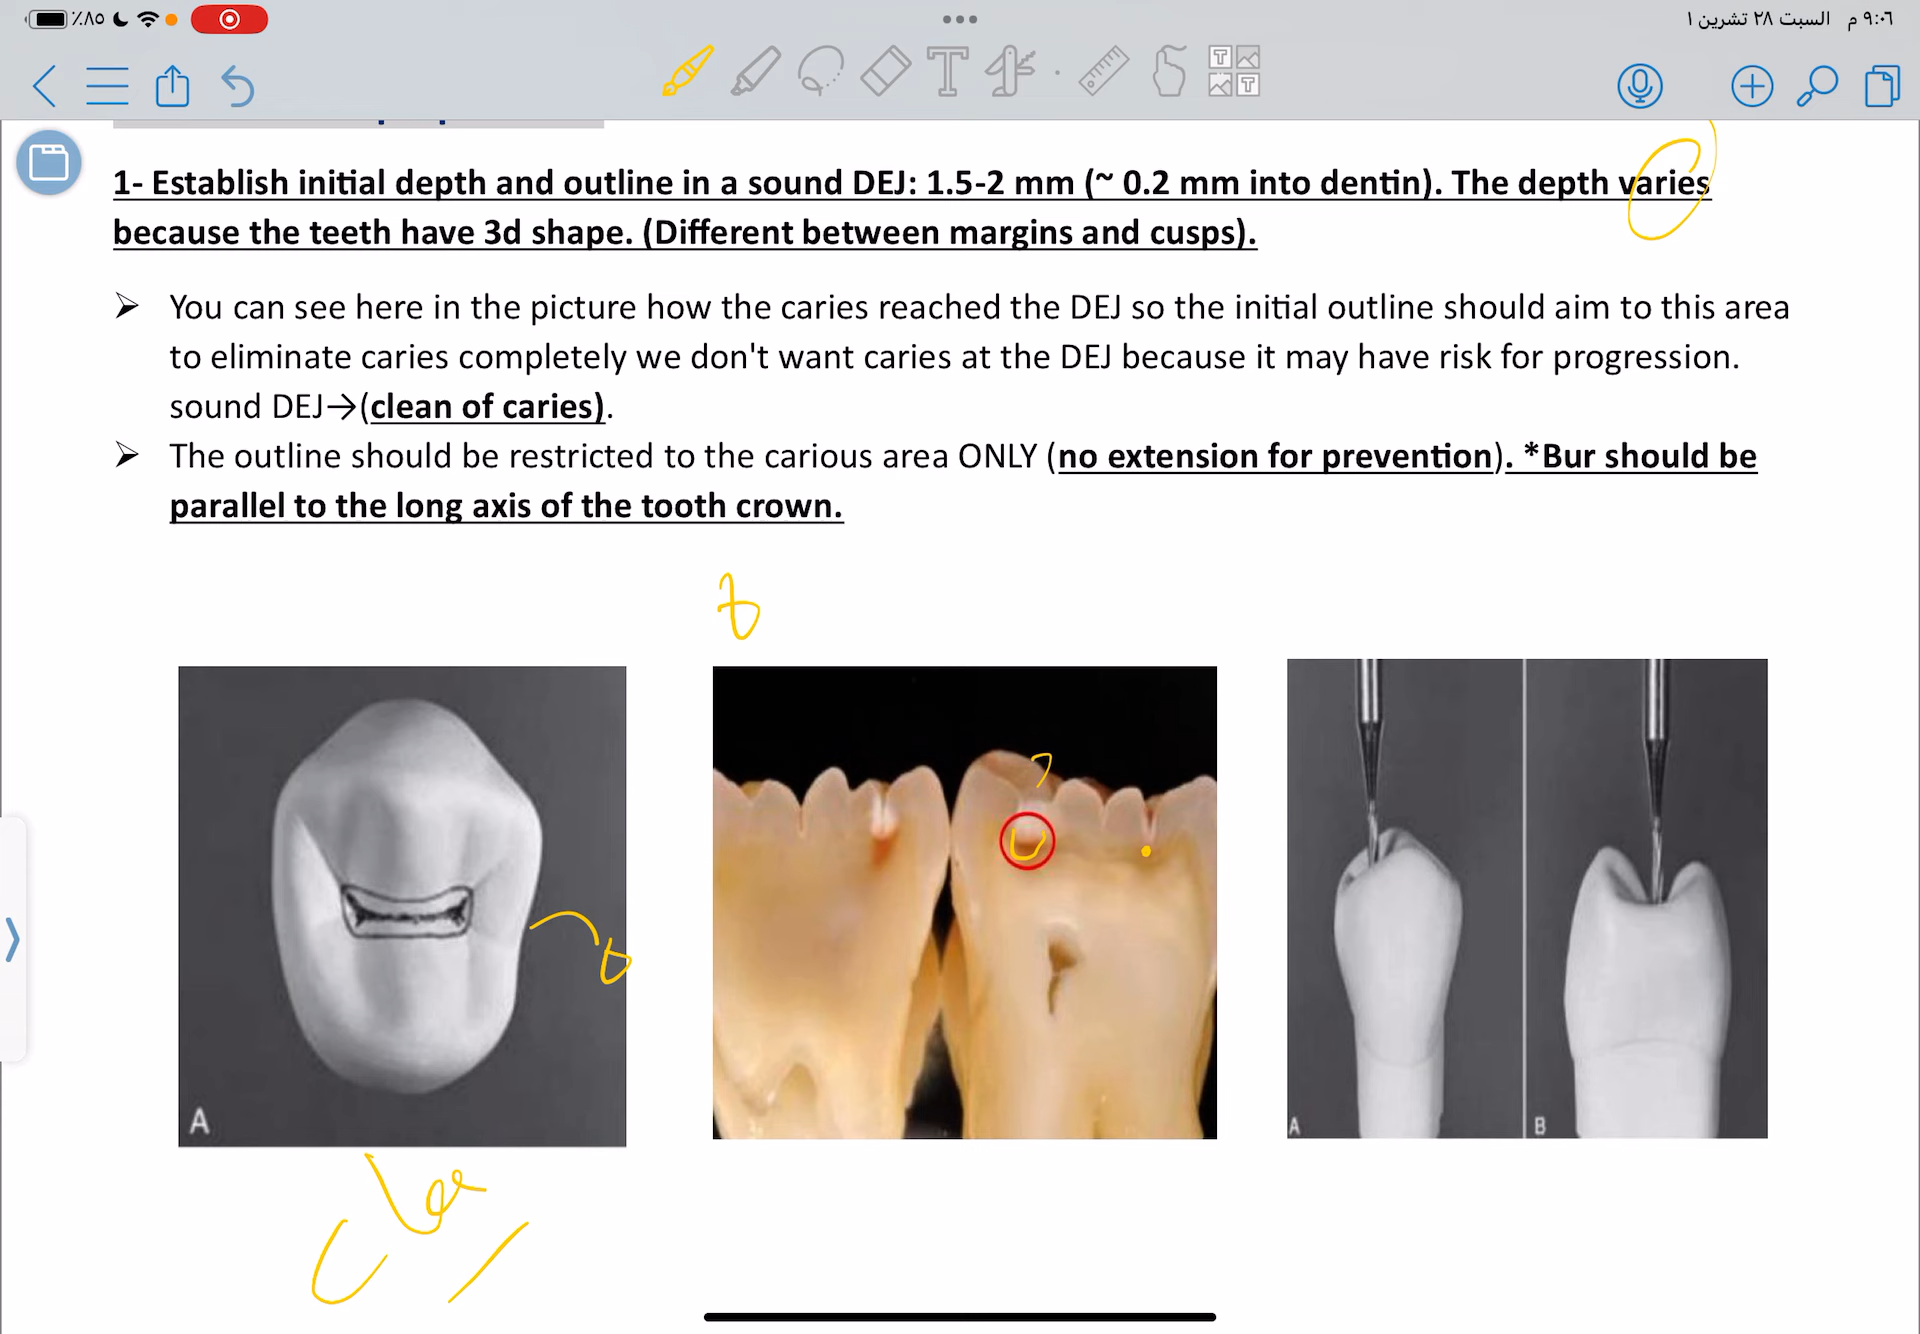 ٪٨٥
٩:٠٦ م السبت ٢٨ تشرين ١
1- Establish initial depth and outline in a sound DEJ: 1.5-2 mm (~ 0.2 mm into dentin). The depth varies
because the teeth have 3d shape. (Different between margins and cusps).
➢ You can see here in the picture how the caries reached the DEJ so the initial outline should aim to this area
to eliminate caries completely we don't want caries at the DEJ because it may have risk for progression.
sound DEJ→(clean of caries).
➢ The outline should be restricted to the carious area ONLY (no extension for prevention). *Bur should be
parallel to the long axis of the tooth crown.
A
A
B